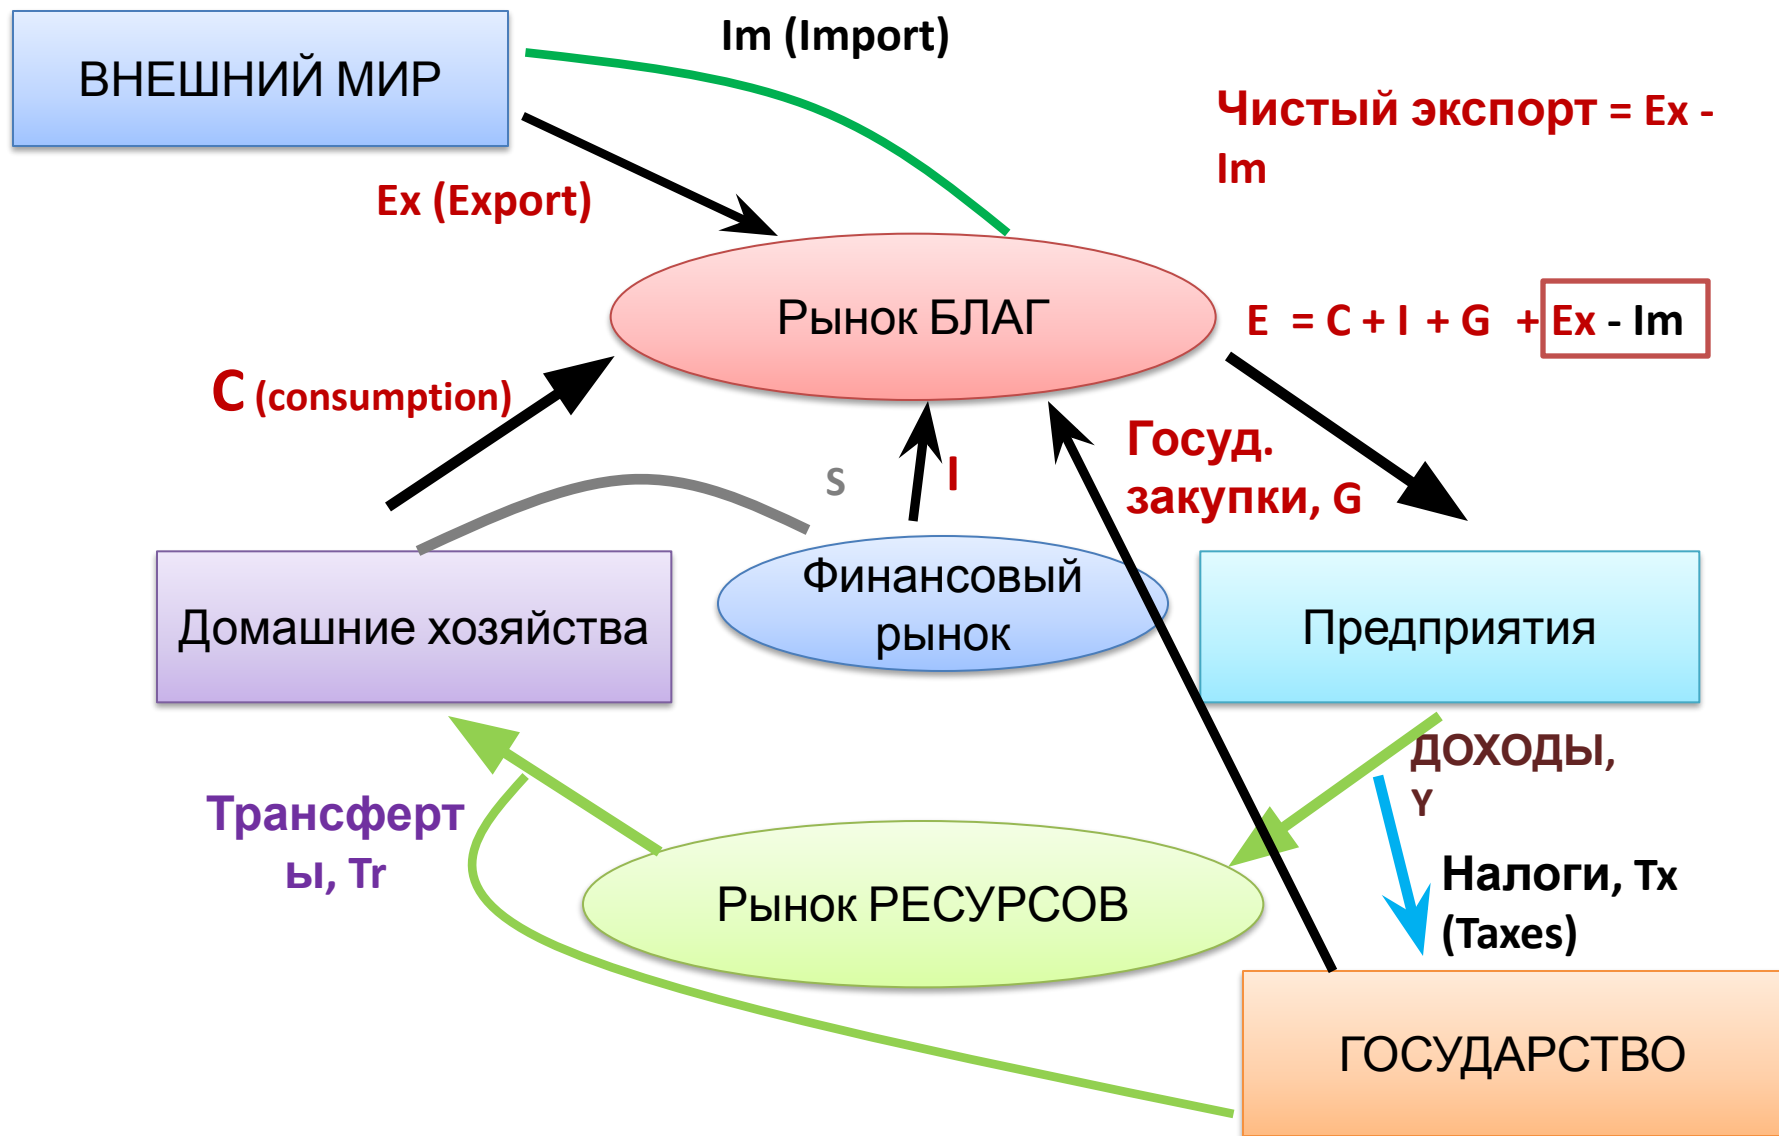 Im (Import)
ВНЕШНИЙ МИР
Чистый экспорт = Ex -
Im
Ex (Export)
Рынок БЛАГ
E = C + I + G + Ex - Im
C (consumption)
Госуд.
закупки, G
S
I
Финансовый
рынок
Домашние хозяйства
Предприятия
ДОХОДЫ,
Y
Трансферт
ы, Tr
Налоги, Tx
(Taxes)
Рынок РЕСУРСОВ
ГОСУДАРСТВО